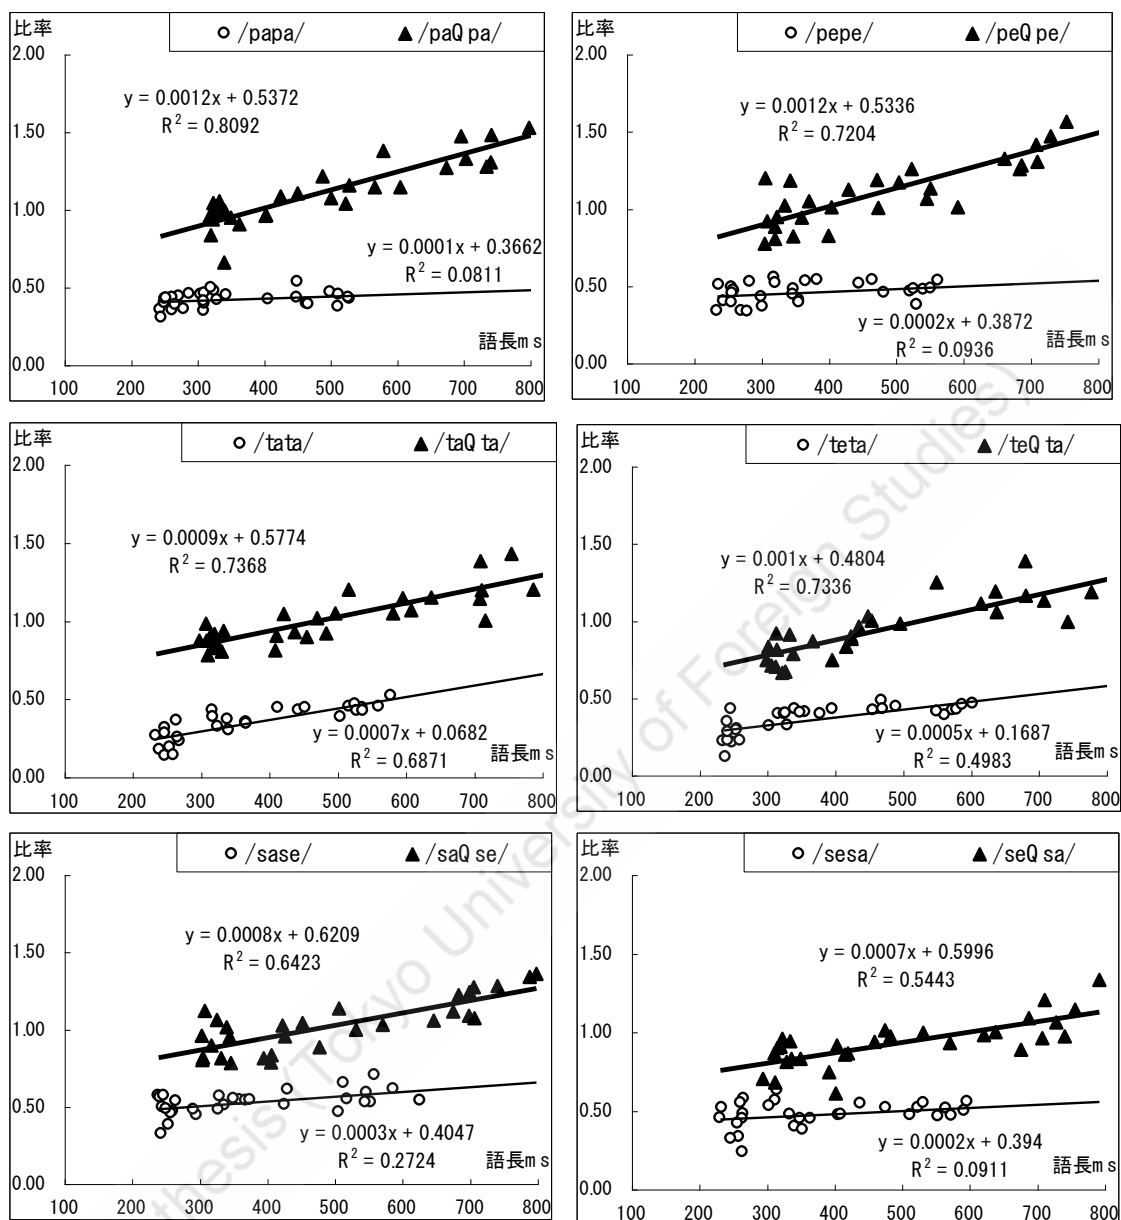 比率
○ /papa/ ▲ /paQ pa/
2.00
y = 0.0012x + 0.5372
R² = 0.8092
1.50
1.00
y = 0.0001x + 0.3662
R² = 0.0811
0.50
語長m s
0.00
100 200 300 400 500 600 700 800
比率
○ /pepe/ ▲ /peQ pe/
2.00
y = 0.0012x + 0.5336
R² = 0.7204
1.50
1.00
0.50
y = 0.0002x + 0.3872
R² = 0.0936
語長m s
0.00
100 200 300 400 500 600 700 800
比率
○ /tata/ ▲ /taQ ta/
2.00
y = 0.0009x + 0.5774
R² = 0.7368
1.50
1.00
0.50
y = 0.0007x + 0.0682
R² = 0.6871
語長m s
0.00
100 200 300 400 500 600 700 800
比率
○ /teta/ ▲ /teQ ta/
2.00
1.50
y = 0.001x + 0.4804
R² = 0.7336
1.00
0.50
y = 0.0005x + 0.1687
R² = 0.4983
語長m s
0.00
100 200 300 400 500 600 700 800
比率
○ /sase/ ▲ /saQ se/
2.00
1.50
y = 0.0008x + 0.6209
R² = 0.6423
1.00
0.50
y = 0.0003x + 0.4047
R² = 0.2724
語長m s
0.00
100 200 300 400 500 600 700 800
比率
○ /sesa/ ▲ /seQ sa/
2.00
1.50
y = 0.0007x + 0.5996
R² = 0.5443
1.00
0.50
y = 0.0002x + 0.394
R² = 0.0911
語長m s
0.00
100 200 300 400 500 600 700 800
thesis (Tokyo University of Foreign Studies)